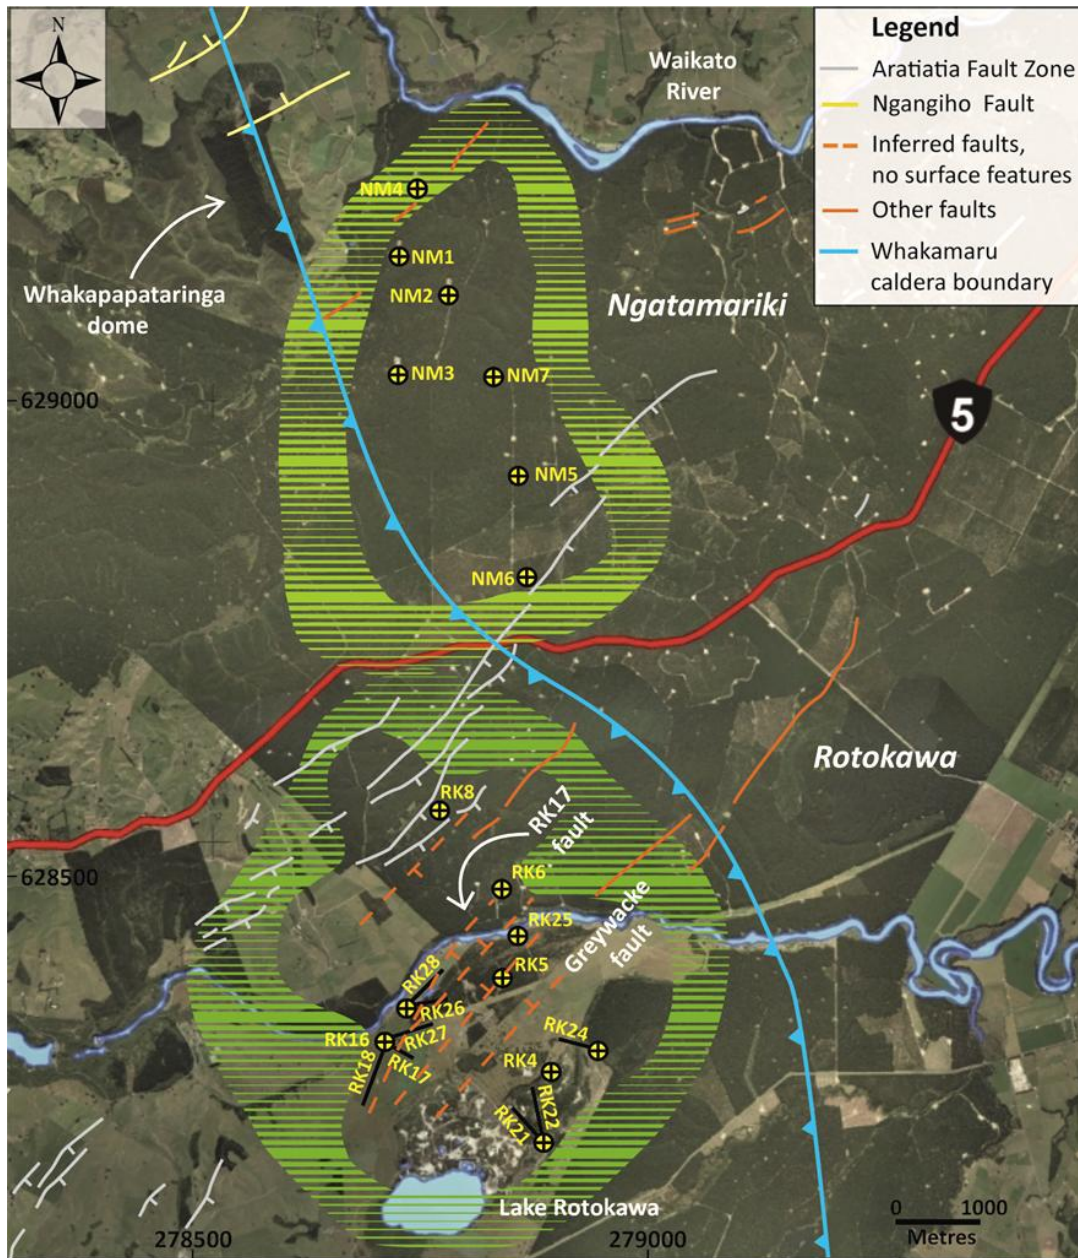 N
Legend
Aratiatia Fault Zone
Ngangiho Fault
Inferred faults,
no surface features
Other faults
Whakamaru
caldera boundary
Waikato
River
NM4
NM1
NM2
Whakapapataringa
dome
Ngatamariki
NM3
NM7
629000
5
NM5
NM6
Rotokawa
RK8
RK17
fault
628500
RK6
RK25
Greywacke
fault
RK5
RK28
RK26
RK16
RK27
RK24
RK18
RK17
RK4
RK22
RK21
Lake Rotokawa
278500
279000
0 1000
Metres